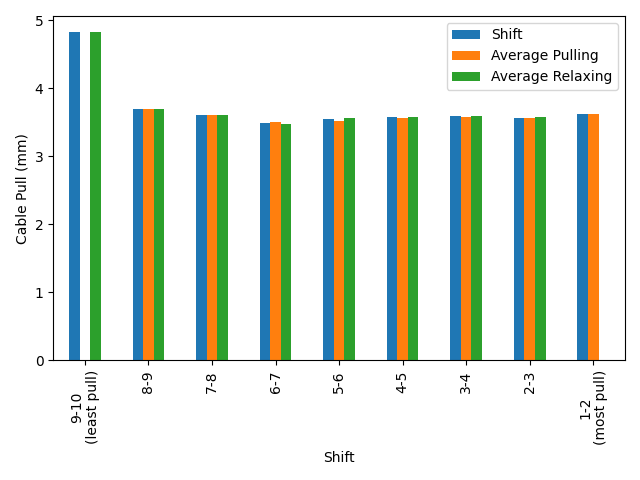 Shift
Average Pulling
Average Relaxing
Cable Pull (mm)
5
4
3
2
1
0
9-10
(least pull)
8-9
7-8
6-7
5-6
4-5
3-4
2-3
1-2
(most pull)
Shift